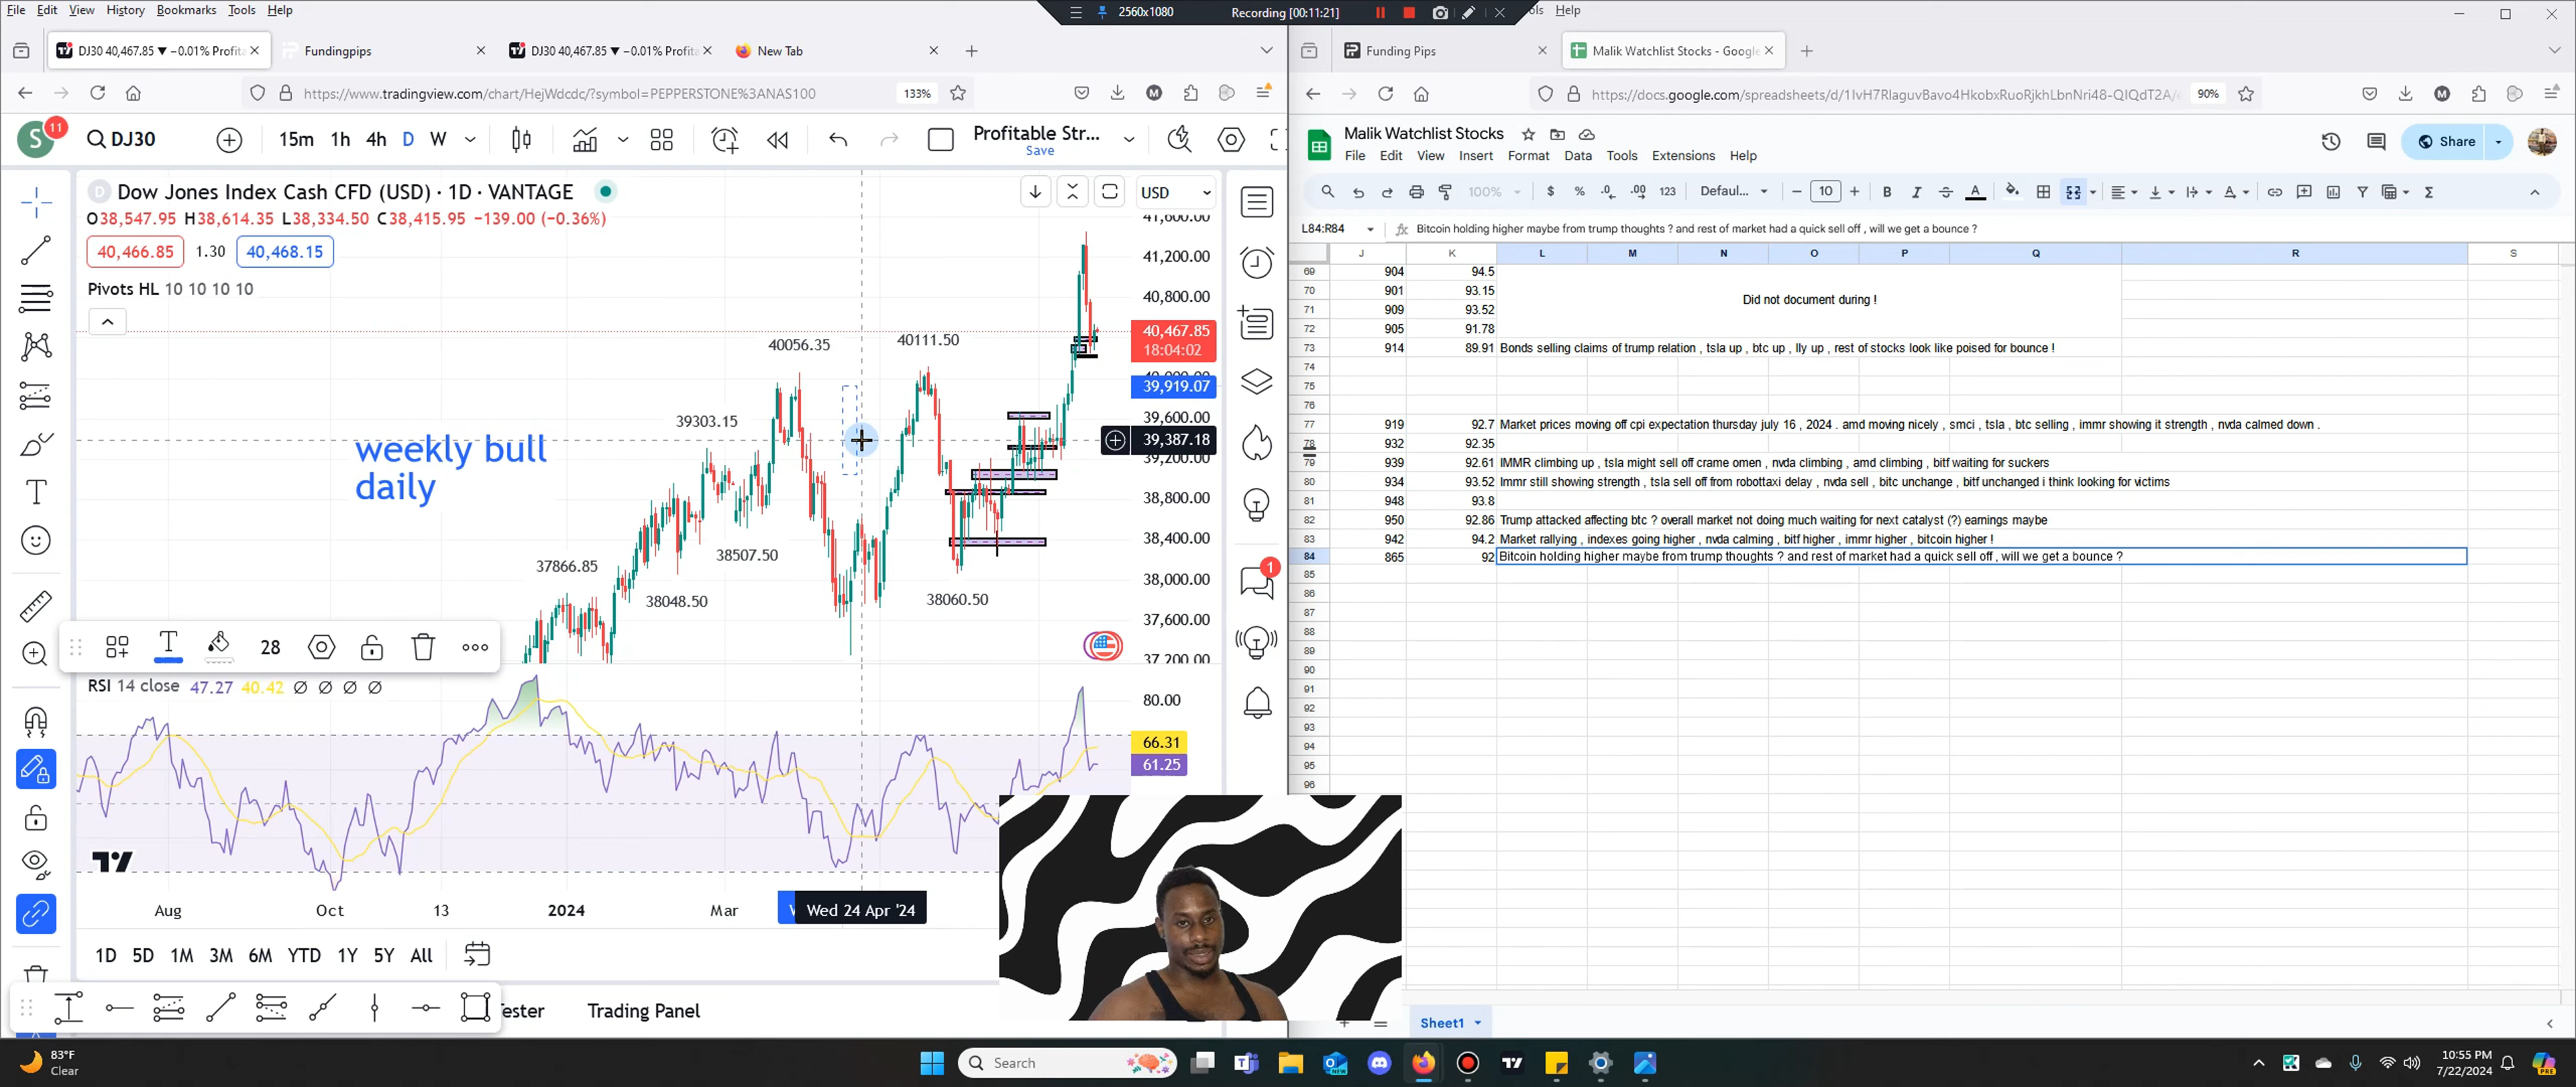 File Edit View History Bookmarks Tools Help
2560x1080 Recording [00:11:21]
ols Help
DJ30 40,467.85 ▼ −0.01% Profita
Fundingpips
DJ30 40,467.85 ▼ −0.01% Profita
New Tab
https://www.tradingview.com/chart/HejWdcdc/?symbol=PEPPERSTONE%3ANAS100 133%
S 11 DJ30 15m 1h 4h D W Profitable Str... Save
D Dow Jones Index Cash CFD (USD) · 1D · VANTAGE
USD
O38,547.95 H38,614.35 L38,334.50 C38,415.95 −139.00 (−0.36%)
40,466.85 1.30 40,468.15
Pivots HL 10 10 10 10
41,600.00
41,200.00
40,800.00
40,467.85
18:04:02
39,919.07
39,600.00
39,387.18
39,200.00
38,800.00
38,400.00
38,000.00
37,600.00
37,200.00
40056.35
40111.50
39303.15
38507.50
37866.85
38048.50
38060.50
weekly bull
daily
28
RSI 14 close 47.27 40.42 Ø Ø Ø Ø
80.00
66.31
61.25
1
Aug Oct 13 2024 Mar Wed 24 Apr '24
1D 5D 1M 3M 6M YTD 1Y 5Y All
ester Trading Panel
Funding Pips
Malik Watchlist Stocks - Google
90%
Malik Watchlist Stocks
File Edit View Insert Format Data Tools Extensions Help
Share
100% $ % .0 .00 123 Defaul... 10 B I
L84:R84 fx Bitcoin holding higher maybe from trump thoughts ? and rest of market had a quick sell off , will we get a bounce ?
J K L M N O P Q R S
69 904 94.5
70 901 93.15
Did not document during !
71 909 93.52
72 905 91.78
73 914 89.91 Bonds selling claims of trump relation , tsla up , btc up , lly up , rest of stocks look like poised for bounce !
74
75
76
77 919 92.7 Market prices moving off cpi expectation thursday july 16 , 2024 . amd moving nicely , smci , tsla , btc selling , immr showing it strength , nvda calmed down .
78 932 92.35
79 939 92.61 IMMR climbing up , tsla might sell off crame omen , nvda climbing , amd climbing , bitf waiting for suckers
80 934 93.52 Immr still showing strength , tsla sell off from robottaxi delay , nvda sell , bitc unchange , bitf unchanged i think looking for victims
81 948 93.8
82 950 92.86 Trump attacked affecting btc ? overall market not doing much waiting for next catalyst (?) earnings maybe
83 942 94.2 Market rallying , indexes going higher , nvda calming , bitf higher , immr higher , bitcoin higher !
84 865 92 Bitcoin holding higher maybe from trump thoughts ? and rest of market had a quick sell off , will we get a bounce ?
85
86
87
88
89
90
91
92
93
94
95
96
Sheet1
83°F
Clear
Search
10:55 PM
7/22/2024